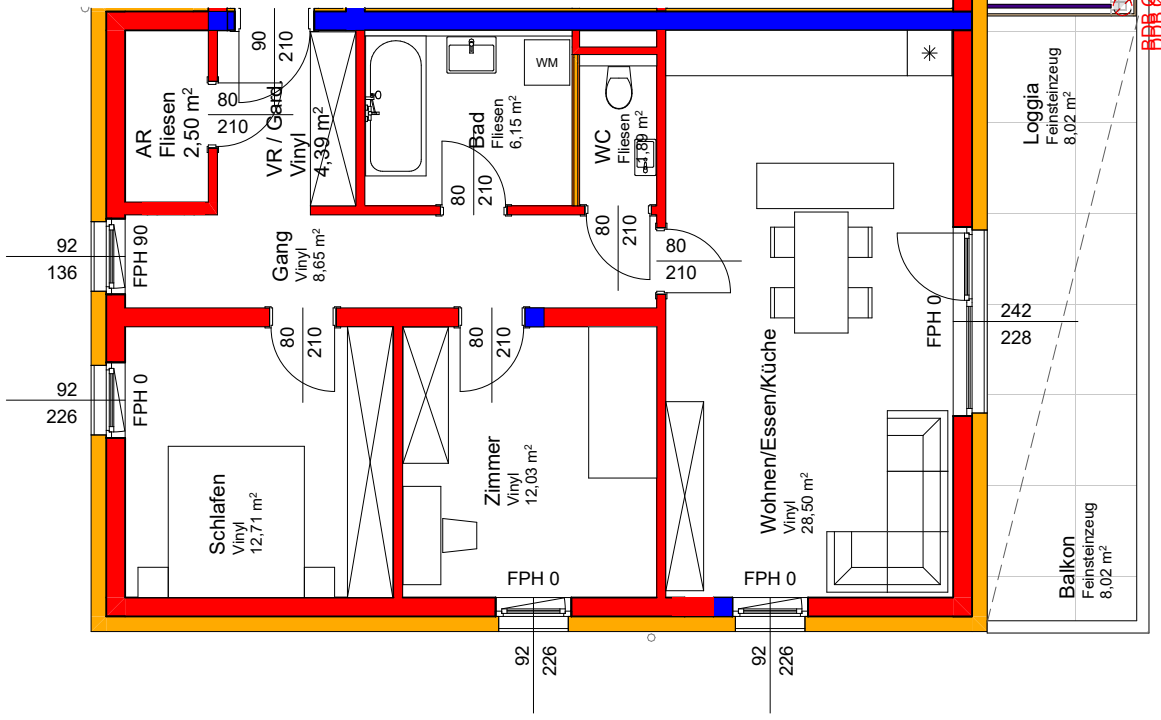 AR
Fliesen
2,50 m²
90
210
80
210
VR / Gard.
Vinyl
4,39 m²
Bad
Fliesen
6,15 m²
WM
WC
Fliesen
1,89 m²
80
210
80
210
80
210
Loggia
Feinsteinzeug
8,02 m²
92
136
FPH 90
Gang
Vinyl
8,65 m²
80
210
80
210
92
226
FPH 0
Schlafen
Vinyl
12,71 m²
Zimmer
Vinyl
12,03 m²
FPH 0
92
226
Wohnen/Essen/Küche
Vinyl
28,50 m²
FPH 0
92
226
FPH 0
242
228
Balkon
Feinsteinzeug
8,02 m²